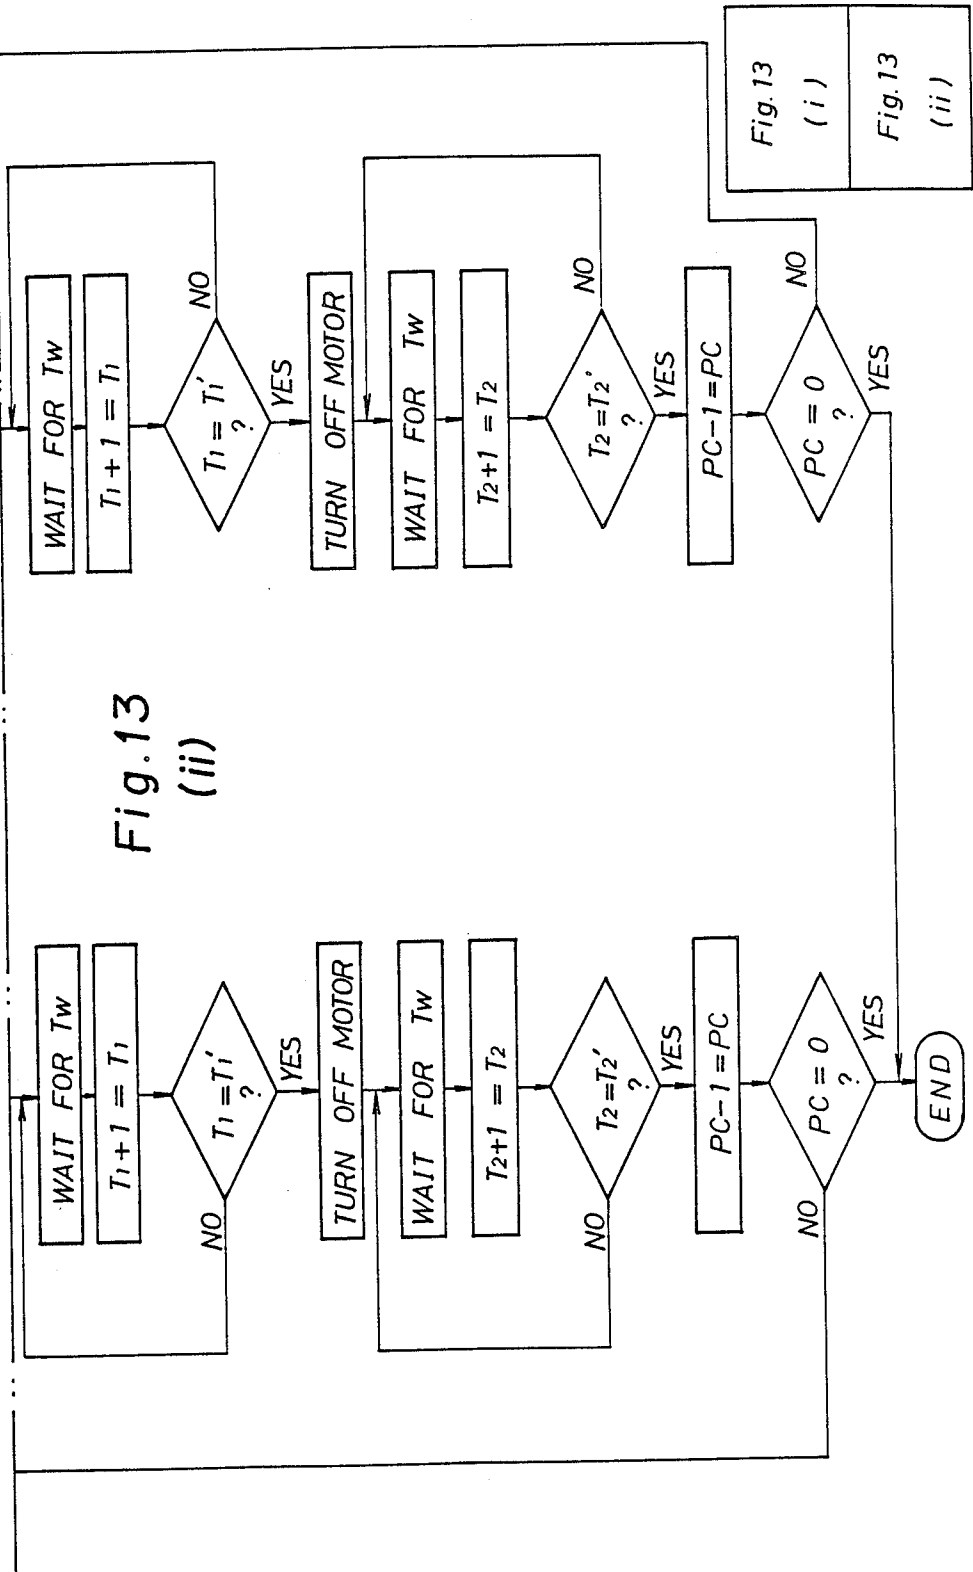 WAIT FOR Tw
T1+1=T1
T1=T1'
?
NO
YES
TURN OFF MOTOR
WAIT FOR Tw
T2+1=T2
T2=T2'
?
NO
YES
PC-1=PC
PC=0
?
NO
YES
END
Fig.13
(ii)
WAIT FOR Tw
T1+1=T1
T1=T1'
?
NO
YES
TURN OFF MOTOR
WAIT FOR Tw
T2+1=T2
T2=T2'
?
NO
YES
PC-1=PC
PC=0
?
NO
YES
Fig.13
(i)
Fig.13
(ii)